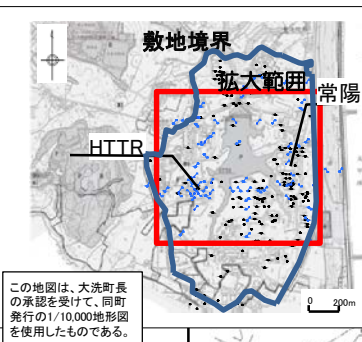 敷地境界
拡大範囲
常陽
HTTR
この地図は、大洗町長
の承認を受けて、同町
発行の1/10,000地形図
を使用したものである。
0 200m